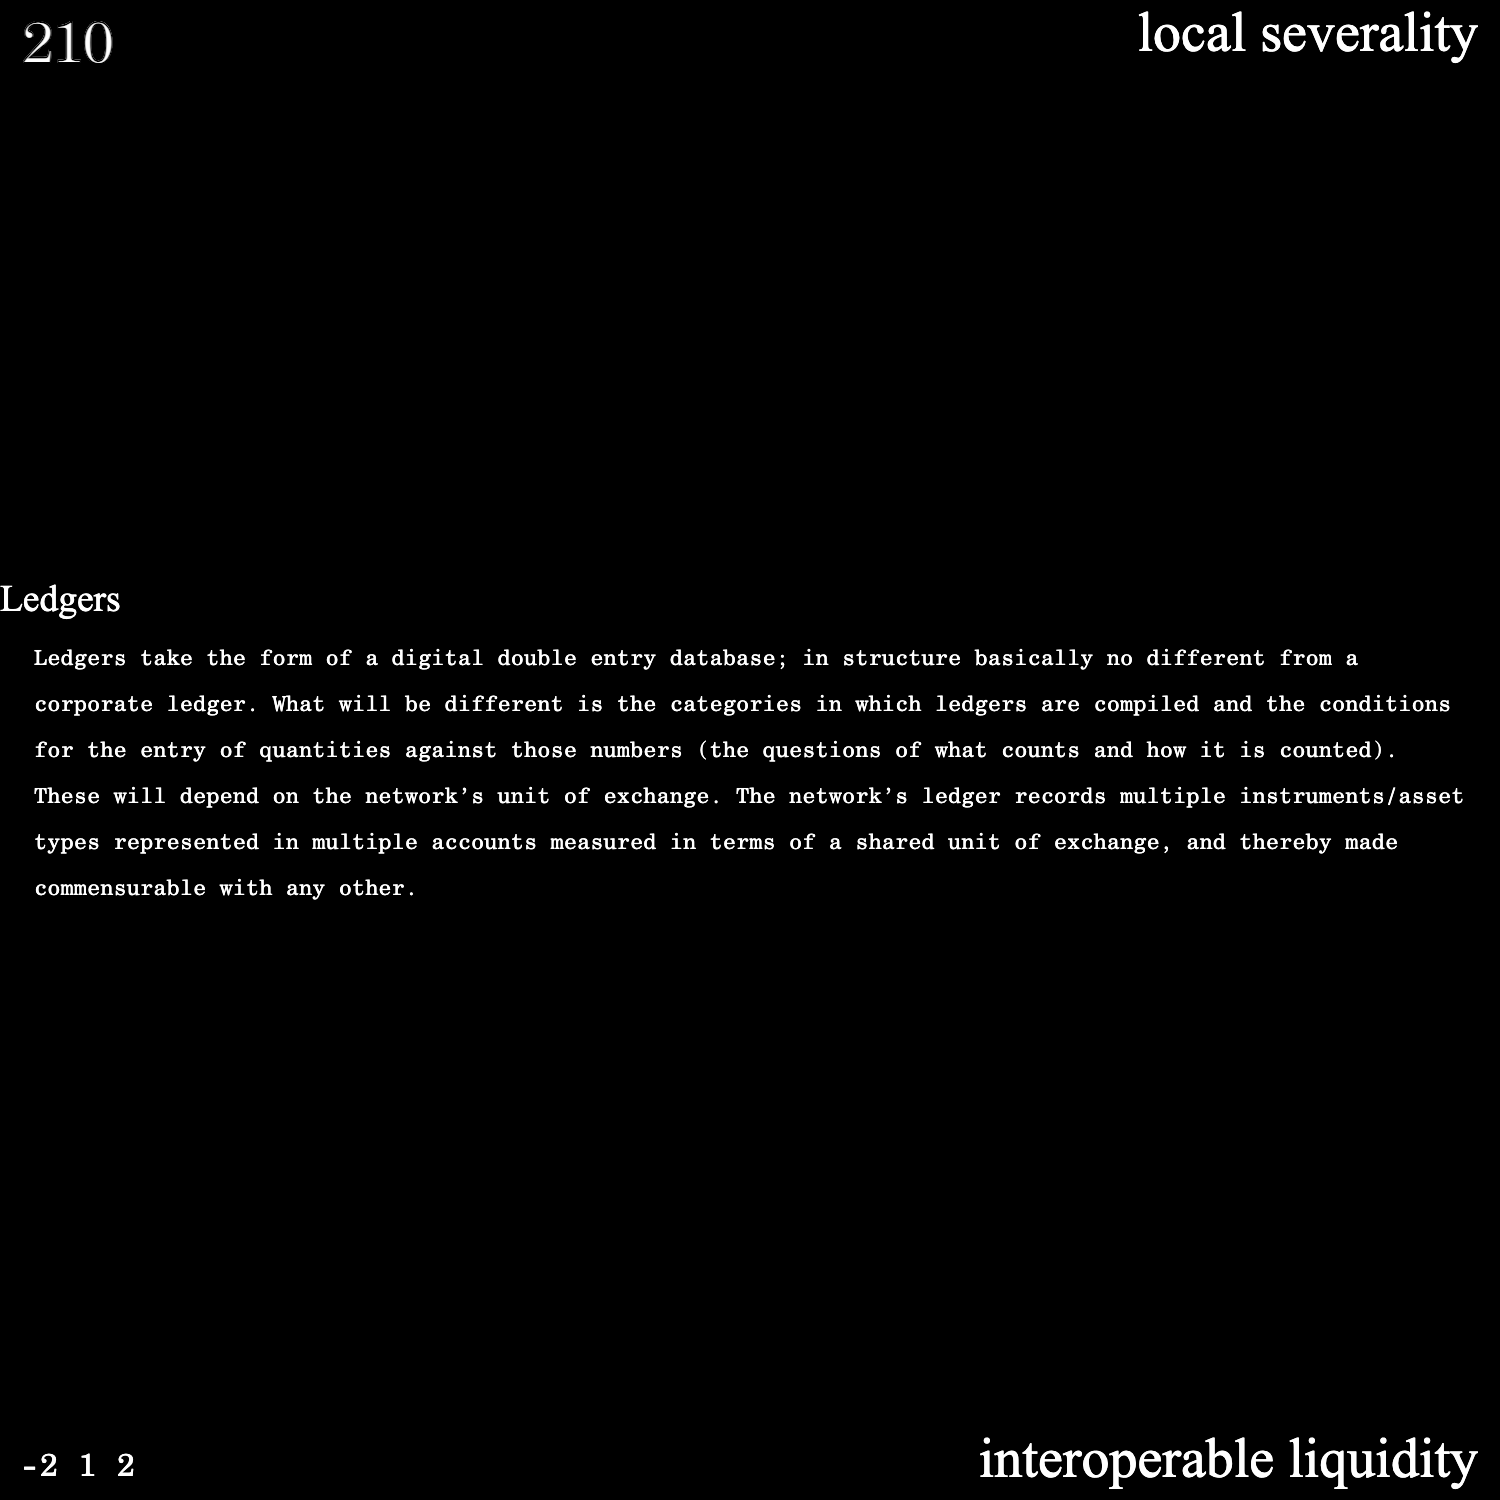 210
local severality
Ledgers
Ledgers take the form of a digital double entry database; in structure basically no different from a
corporate ledger. What will be different is the categories in which ledgers are compiled and the conditions
for the entry of quantities against those numbers (the questions of what counts and how it is counted).
These will depend on the network’s unit of exchange. The network’s ledger records multiple instruments/asset
types represented in multiple accounts measured in terms of a shared unit of exchange, and thereby made
commensurable with any other.
-2 1 2
interoperable liquidity